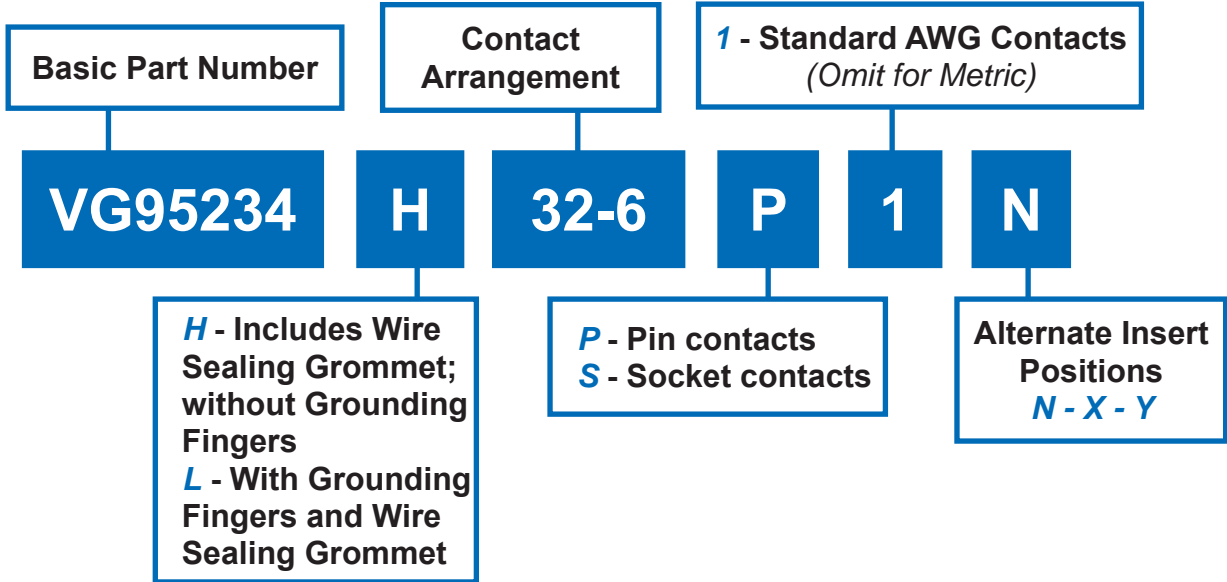 Basic Part Number
Contact
Arrangement
1 - Standard AWG Contacts
(Omit for Metric)
VG95234 H 32-6 P 1 N
H - Includes Wire
Sealing Grommet;
without Grounding
Fingers
L - With Grounding
Fingers and Wire
Sealing Grommet
P - Pin contacts
S - Socket contacts
Alternate Insert
Positions
N - X - Y